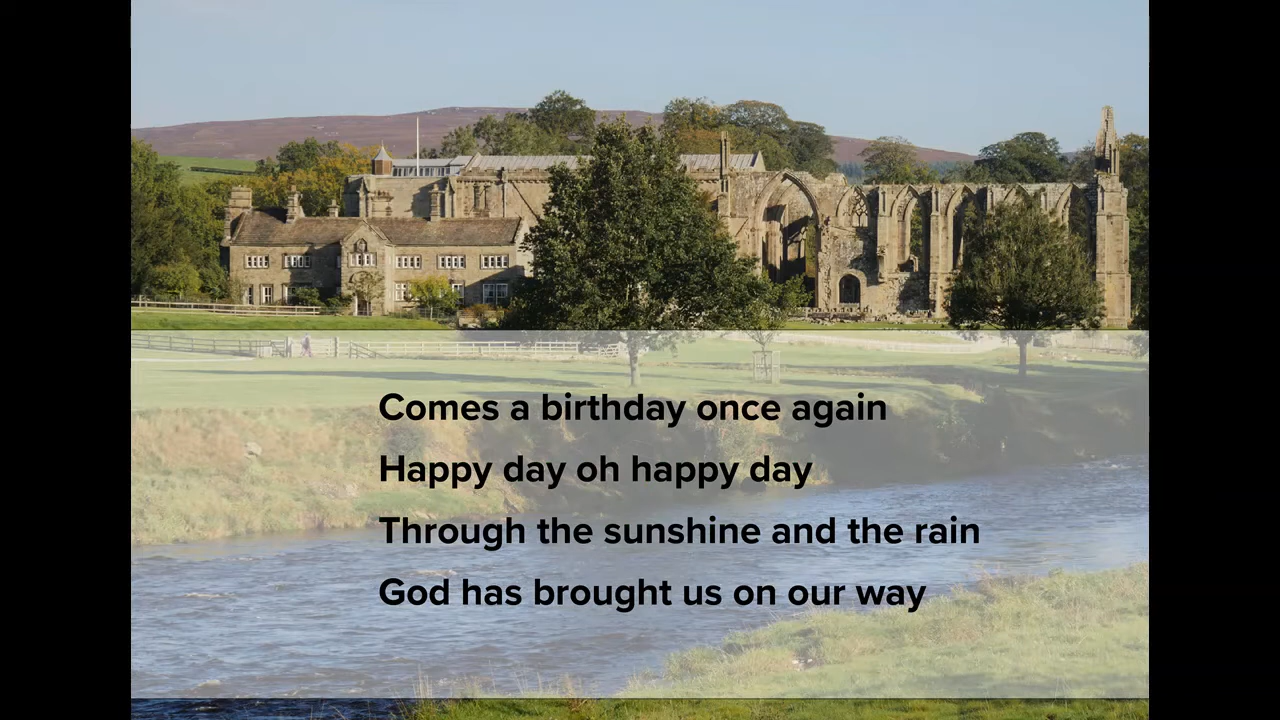 Comes a birthday once again
Happy day oh happy day
Through the sunshine and the rain
God has brought us on our way